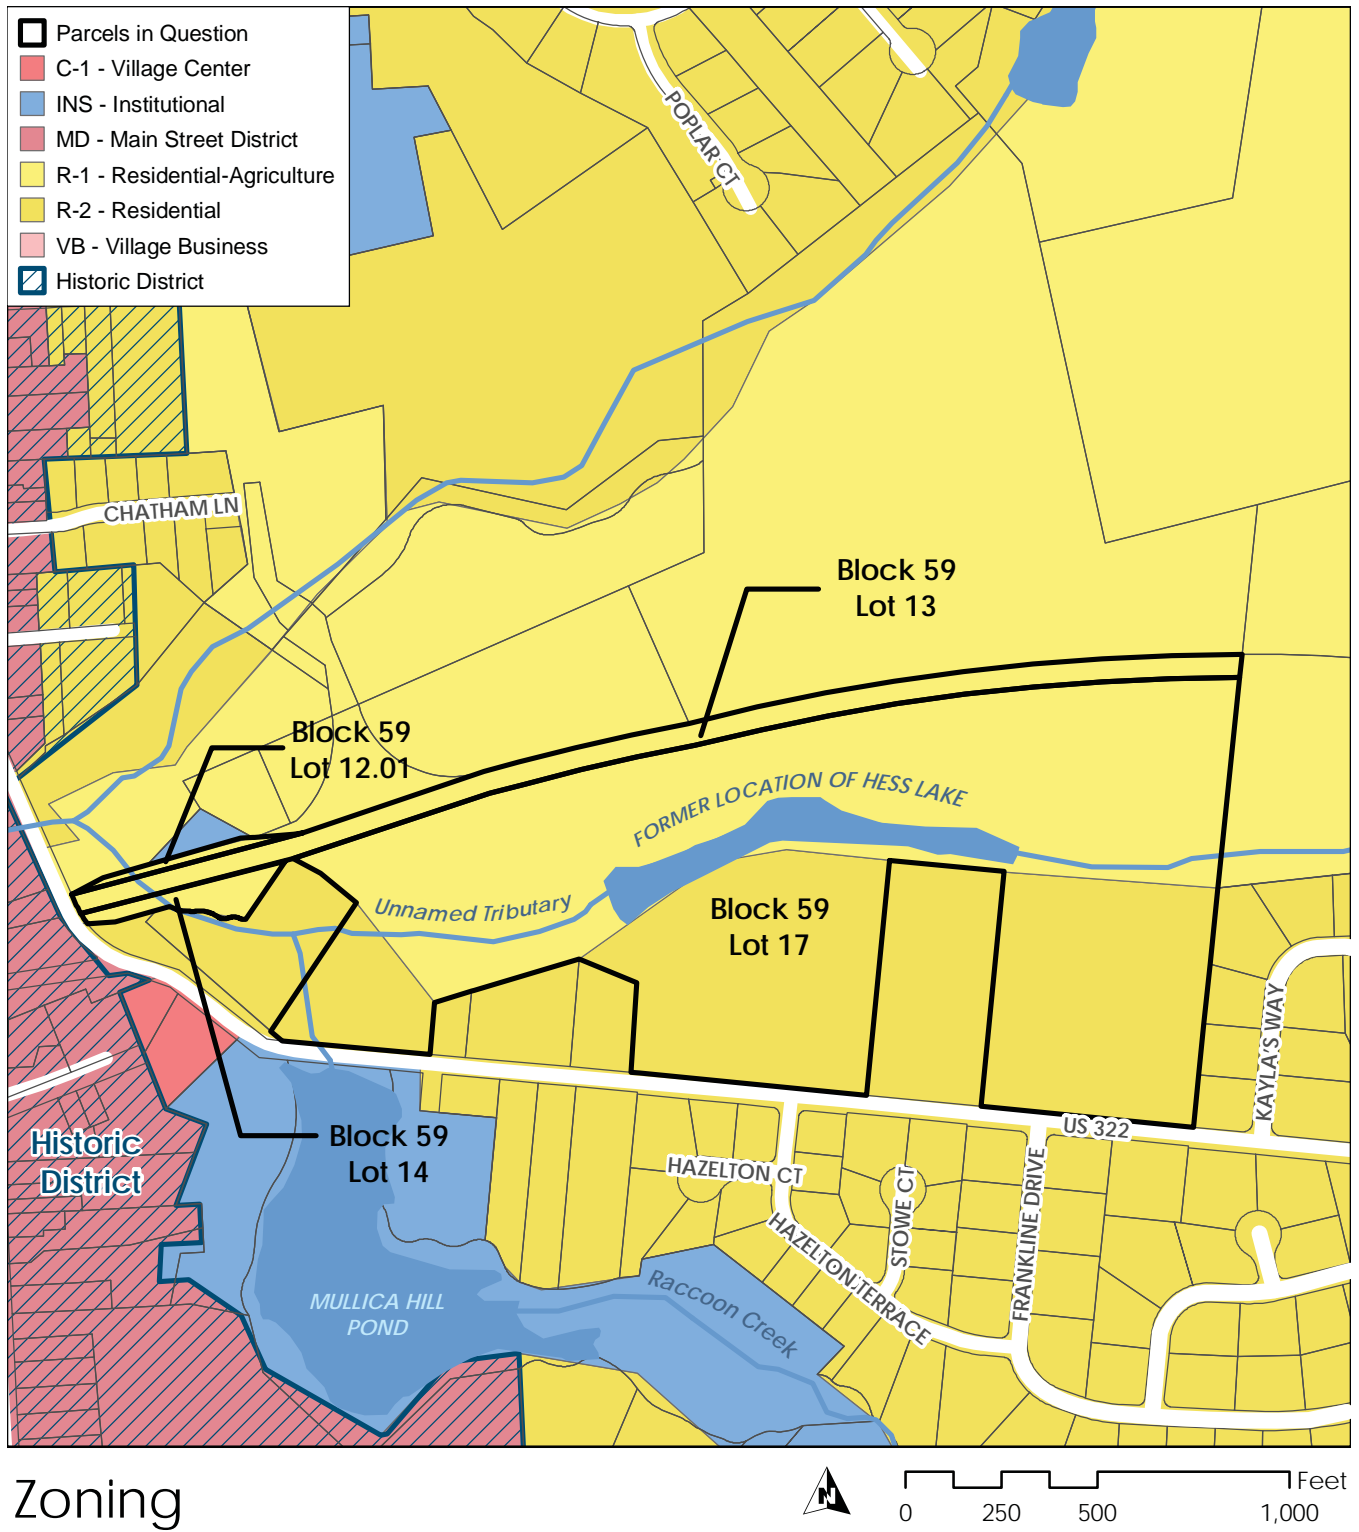 Parcels in Question
C-1 - Village Center
INS - Institutional
MD - Main Street District
R-1 - Residential-Agriculture
R-2 - Residential
VB - Village Business
Historic District
POPLAR CT
CHATHAM LN
Block 59
Lot 13
Block 59
Lot 12.01
FORMER LOCATION OF HESS LAKE
Unnamed Tributary
Block 59
Lot 17
KAYLA'S WAY
US 322
Historic
District
Block 59
Lot 14
HAZELTON CT
STOWE CT
FRANKLINE DRIVE
HAZELTON TERRACE
MULLICA HILL
POND
Raccoon Creek
Zoning
N
Feet
0 250 500 1,000